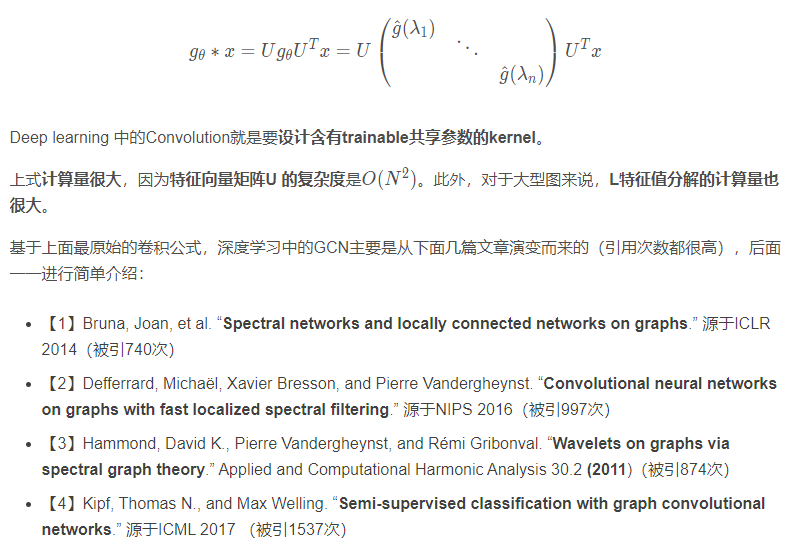 $$g_\theta * x = U g_\theta U^T x = U \begin{pmatrix} \hat{g}(\lambda_1) & & \\ & \ddots & \\ & & \hat{g}(\lambda_n) \end{pmatrix} U^T x$$
Deep learning 中的Convolution就是要设计含有trainable共享参数的kernel。
上式计算量很大，因为特征向量矩阵U 的复杂度是$O(N^2)$。此外，对于大型图来说，L特征值分解的计算量也
很大。
基于上面最原始的卷积公式，深度学习中的GCN主要是从下面几篇文章演变而来的（引用次数都很高），后面
一一进行简单介绍：
• 【1】Bruna, Joan, et al. “Spectral networks and locally connected networks on graphs.” 源于ICLR
2014（被引740次）
• 【2】Defferrard, Michaël, Xavier Bresson, and Pierre Vandergheynst. “Convolutional neural networks
on graphs with fast localized spectral filtering.” 源于NIPS 2016（被引997次）
• 【3】Hammond, David K., Pierre Vandergheynst, and Rémi Gribonval. “Wavelets on graphs via
spectral graph theory.” Applied and Computational Harmonic Analysis 30.2 (2011)（被引874次）
• 【4】Kipf, Thomas N., and Max Welling. “Semi-supervised classification with graph convolutional
networks.” 源于ICML 2017 （被引1537次）